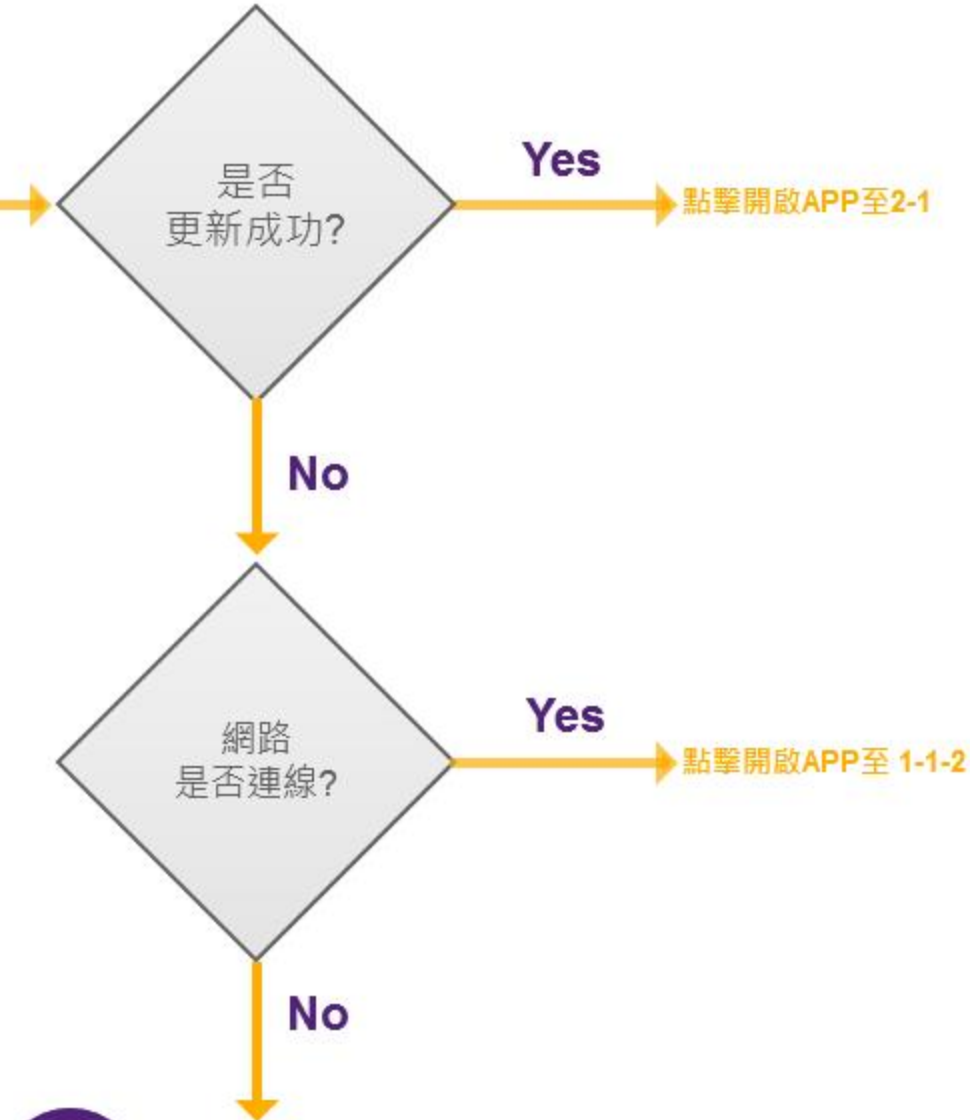 是否
更新成功?
Yes
點擊開啟APP至2-1
No
網路
是否連線?
Yes
點擊開啟APP至 1-1-2
No